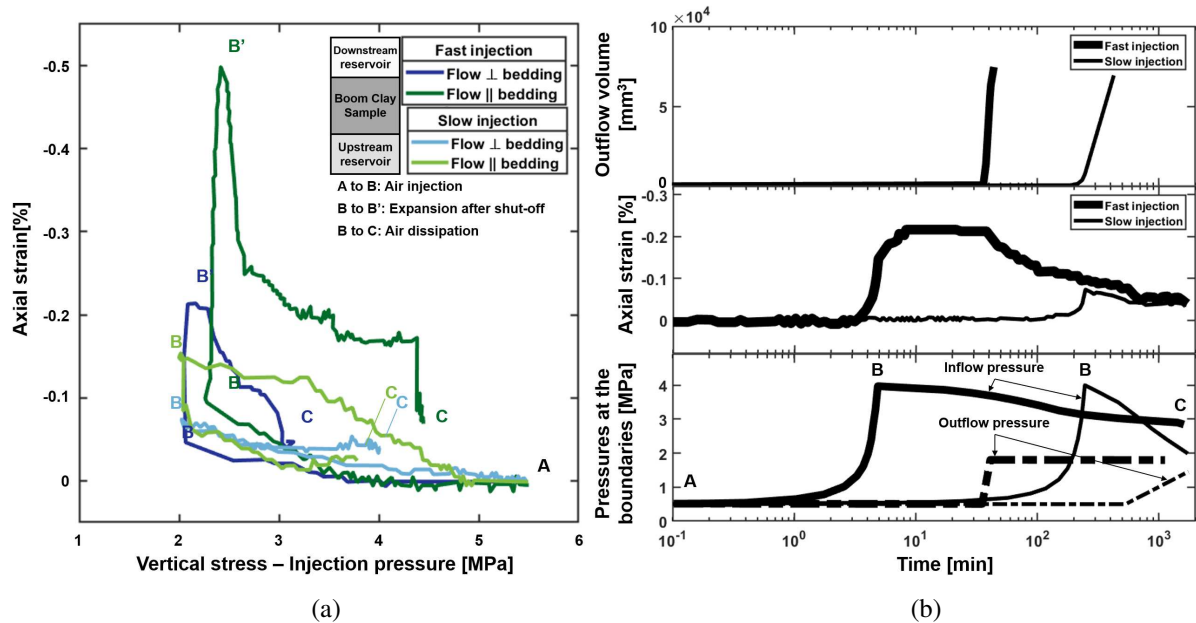 B'
-0.5
-0.4
-0.3
-0.2
-0.1
0
Axial strain[%]
Downstream
reservoir
Boom Clay
Sample
Upstream
reservoir
Fast injection
Flow ⊥ bedding
Flow || bedding
Slow injection
Flow ⊥ bedding
Flow || bedding
A to B: Air injection
B to B': Expansion after shut-off
B to C: Air dissipation
B'
B
B
B
B
C
C
C
C
A
1
2
3
4
5
6
Vertical stress – Injection pressure [MPa]
(a)
×10⁴
10
5
0
Outflow volume
[mm³]
Fast injection
Slow injection
-0.3
-0.2
-0.1
0
Axial strain [%]
Fast injection
Slow injection
4
3
2
1
0
Pressures at the
boundaries [MPa]
A
B
B
C
Inflow pressure
Outflow pressure
10⁻¹
10⁰
10¹
10²
10³
Time [min]
(b)